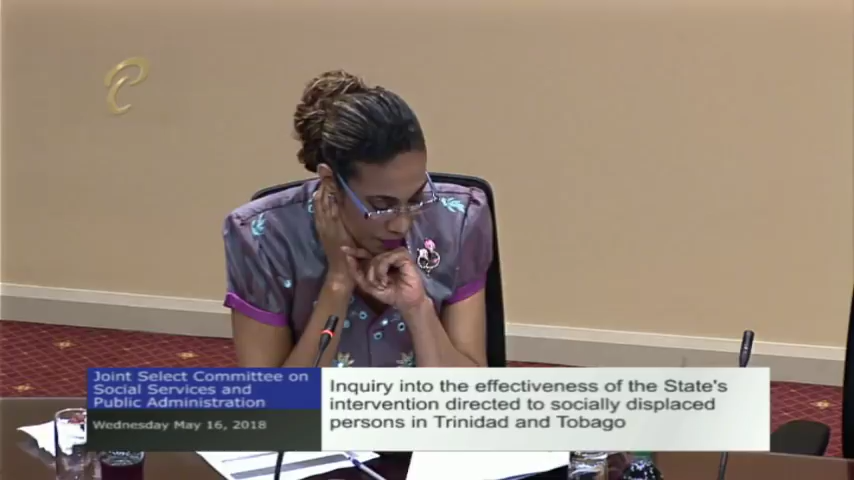 Joint Select Committee on
Social Services and
Public Administration
Wednesday May 16, 2018
Inquiry into the effectiveness of the State's
intervention directed to socially displaced
persons in Trinidad and Tobago